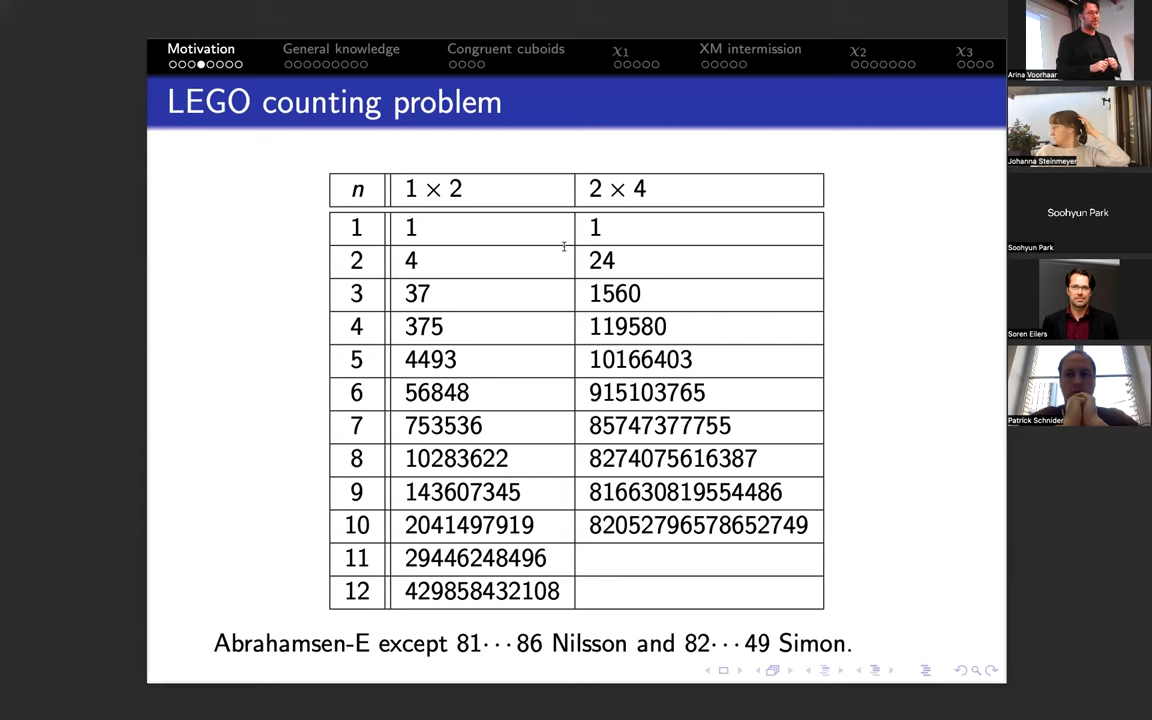 Motivation General knowledge Congruent cuboids χ1 XM intermission χ2 χ3
LEGO counting problem
n 1 × 2 2 × 4
1 1 1
2 4 24
3 37 1560
4 375 119580
5 4493 10166403
6 56848 915103765
7 753536 85747377755
8 10283622 8274075616387
9 143607345 816630819554486
10 2041497919 82052796578652749
11 29446248496
12 429858432108
Abrahamsen-E except 81⋯86 Nilsson and 82⋯49 Simon.
Arina Voorhaar
Johanna Steinmeyer
Soohyun Park
Soohyun Park
Soren Eilers
Patrick Schnider